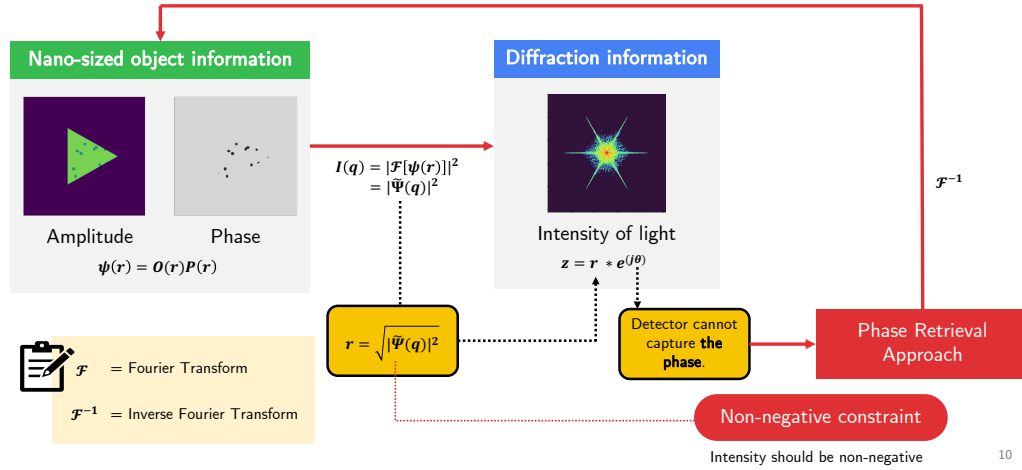 Nano-sized object information
Diffraction information
I(q) = |ℱ[ψ(r)]|²
= |Ψ̃(q)|²
ℱ⁻¹
Amplitude
Phase
ψ(r) = O(r)P(r)
Intensity of light
z = r * e^(jθ)
r = √|Ψ̃(q)|²
Detector cannot
capture the
phase.
Phase Retrieval
Approach
ℱ = Fourier Transform
ℱ⁻¹ = Inverse Fourier Transform
Non-negative constraint
Intensity should be non-negative
10